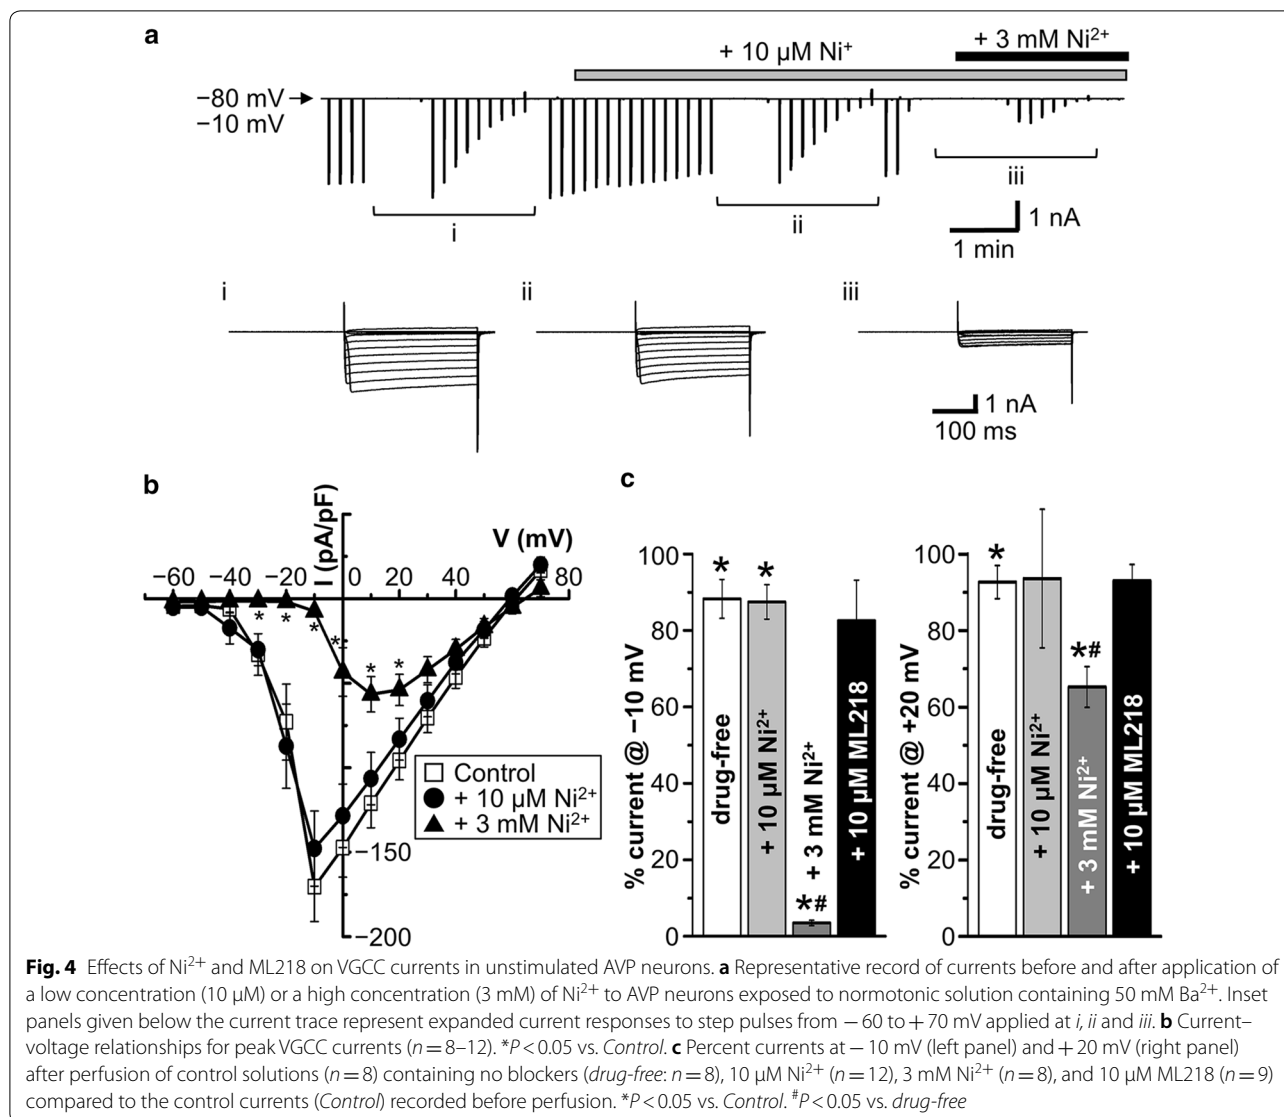 a
+ 10 µM Ni⁺
+ 3 mM Ni²⁺
−80 mV
−10 mV
i
ii
iii
1 nA
1 min
i
ii
iii
1 nA
100 ms
b
I (pA/pF)
V (mV)
−60 −40 −20 0 20 40 60 80
* * * * * *
Control
+ 10 µM Ni²⁺
+ 3 mM Ni²⁺
−150
−200
c
% current @ −10 mV
100
80
60
40
20
0
* drug-free
* + 10 µM Ni²⁺
*# + 3 mM Ni²⁺
+ 10 µM ML218
% current @ +20 mV
100
80
60
40
20
0
* drug-free
+ 10 µM Ni²⁺
*# + 3 mM Ni²⁺
+ 10 µM ML218
Fig. 4 Effects of Ni²⁺ and ML218 on VGCC currents in unstimulated AVP neurons. a Representative record of currents before and after application of
a low concentration (10 µM) or a high concentration (3 mM) of Ni²⁺ to AVP neurons exposed to normotonic solution containing 50 mM Ba²⁺. Inset
panels given below the current trace represent expanded current responses to step pulses from − 60 to + 70 mV applied at i, ii and iii. b Current–
voltage relationships for peak VGCC currents (n = 8–12). *P < 0.05 vs. Control. c Percent currents at − 10 mV (left panel) and + 20 mV (right panel)
after perfusion of control solutions (n = 8) containing no blockers (drug-free: n = 8), 10 µM Ni²⁺ (n = 12), 3 mM Ni²⁺ (n = 8), and 10 µM ML218 (n = 9)
compared to the control currents (Control) recorded before perfusion. *P < 0.05 vs. Control. #P < 0.05 vs. drug-free